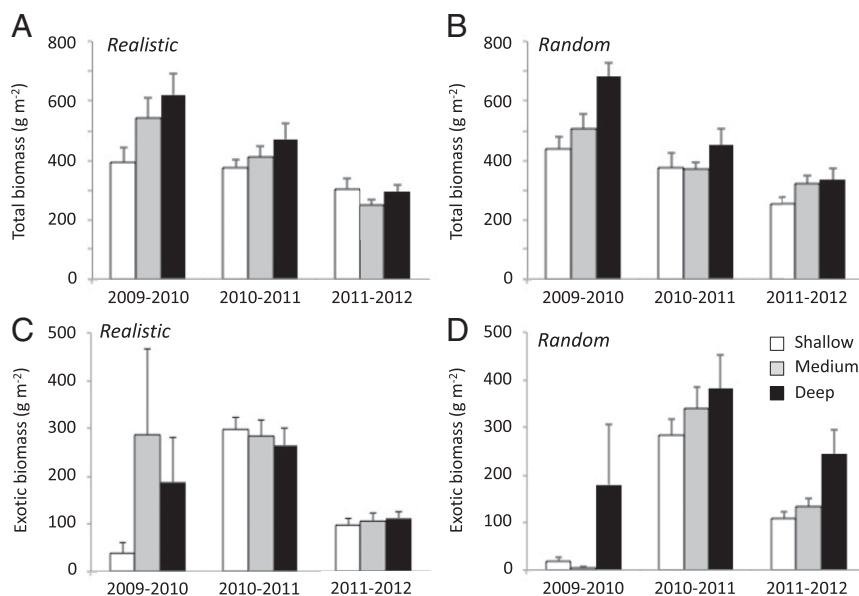 A
Realistic
Total biomass (g m-2)
800
600
400
200
0
2009-2010
2010-2011
2011-2012
B
Random
Total biomass (g m-2)
800
600
400
200
0
2009-2010
2010-2011
2011-2012
C
Realistic
Exotic biomass (g m-2)
500
400
300
200
100
0
2009-2010
2010-2011
2011-2012
D
Random
Exotic biomass (g m-2)
500
400
300
200
100
0
2009-2010
2010-2011
2011-2012
Shallow
Medium
Deep